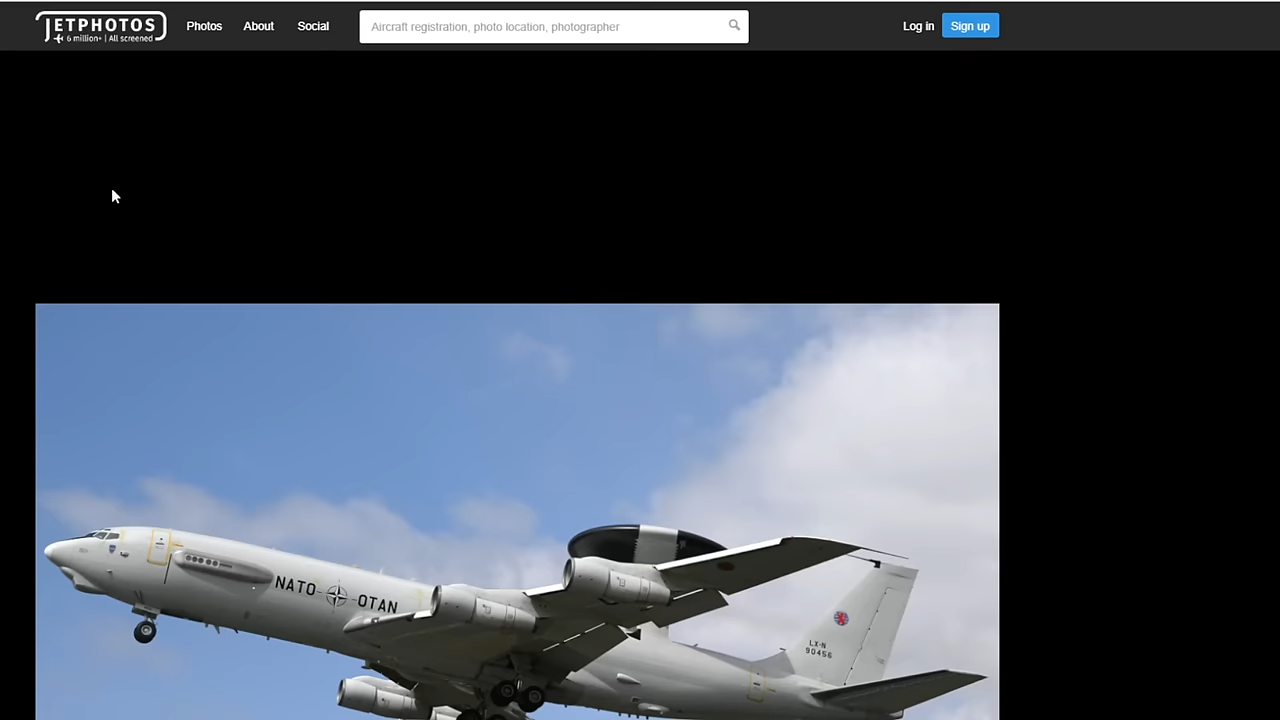 JETPHOTOS
6 million+ | All screened
Photos
About
Social
Aircraft registration, photo location, photographer
Log in
Sign up
NATO OTAN
LX-N
90456